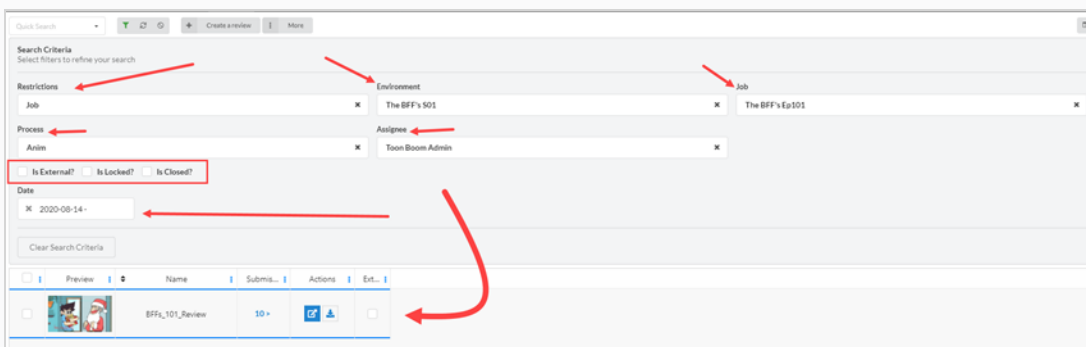 Quick Search
Create a review
More
Search Criteria
Select filters to refine your search
Restrictions Environment Job
Job The BFF's S01 The BFF's Ep101
Process Assignee
Anim Toon Boom Admin
Is External? Is Locked? Is Closed?
Date
2020-08-14 -
Clear Search Criteria
Preview Name Submis... Actions Ext...
BFFs_101_Review 10 >